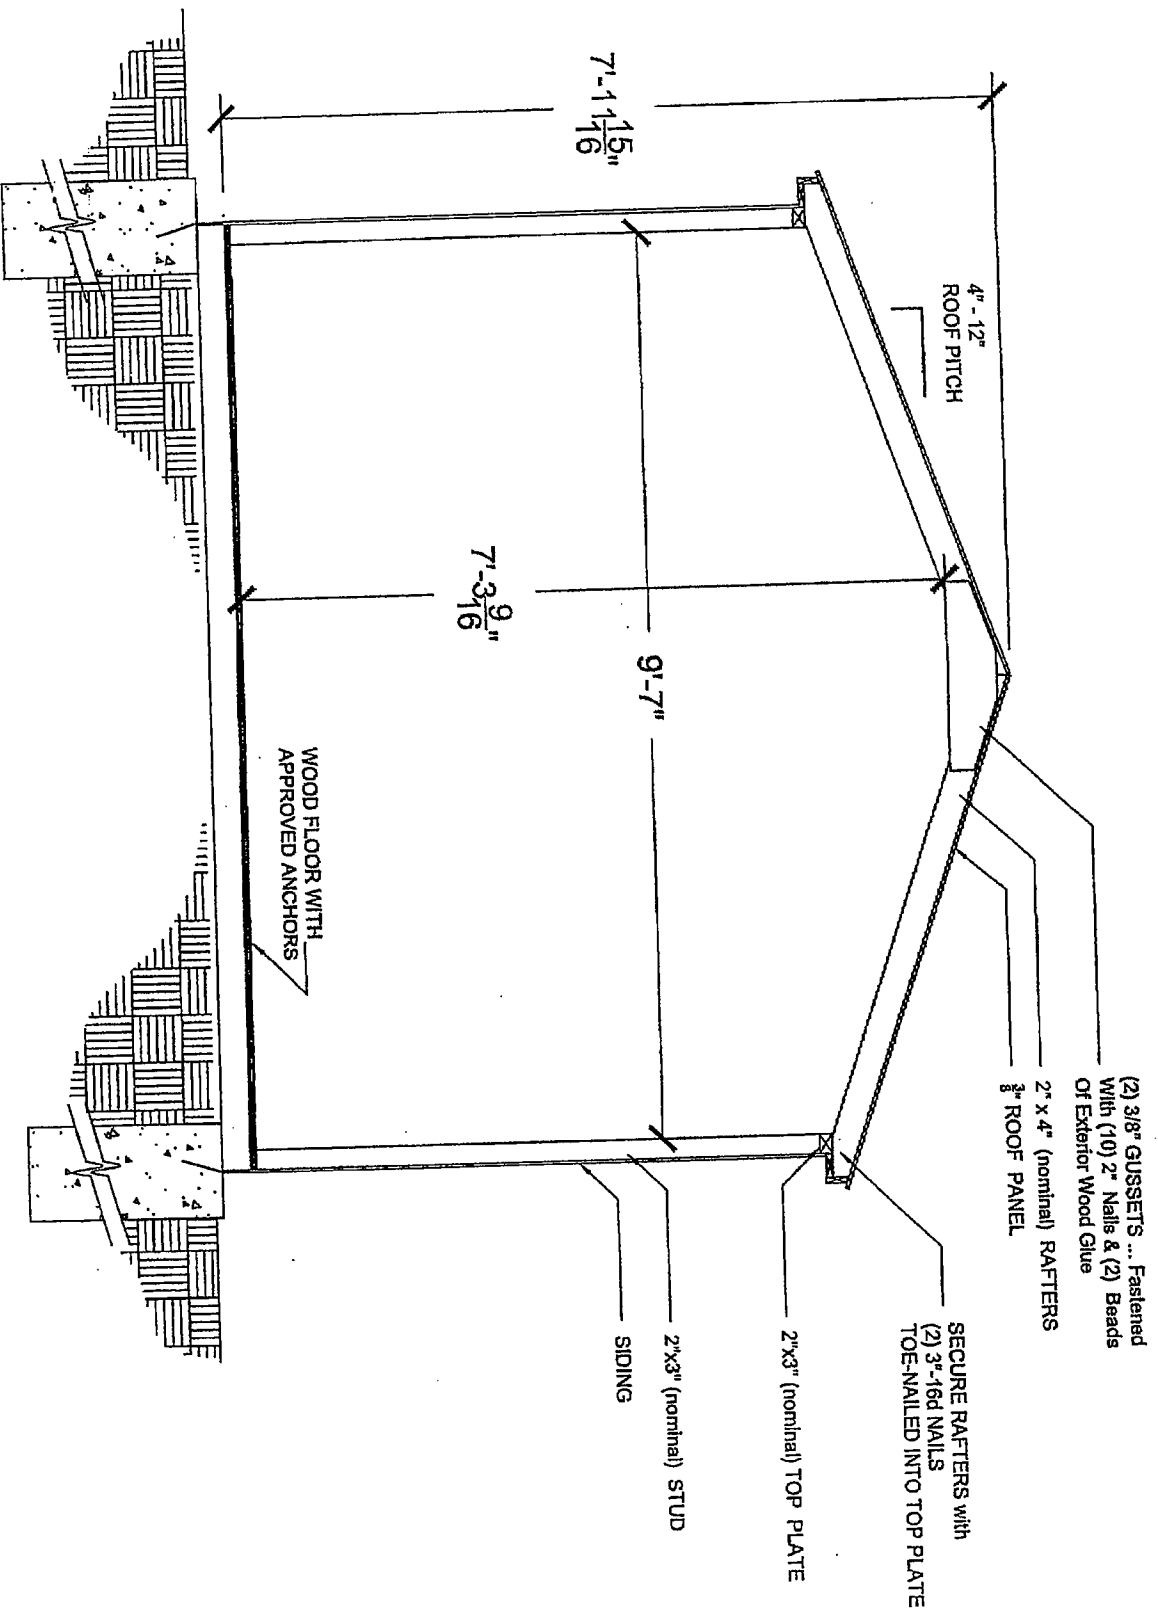 7'-11 15/16"
4" - 12"
ROOF PITCH
7'-3 9/16"
9'-7"
WOOD FLOOR WITH
APPROVED ANCHORS
(2) 3/8" GUSSETS ... Fastened
With (10) 2" Nails & (2) Beads
Of Exterior Wood Glue
2" x 4" (nominal) RAFTERS
3/8" ROOF PANEL
SECURE RAFTERS with
(2) 3"-16d NAILS
TOE-NAILED INTO TOP PLATE
2"x3" (nominal) TOP PLATE
2"x3" (nominal) STUD
SIDING